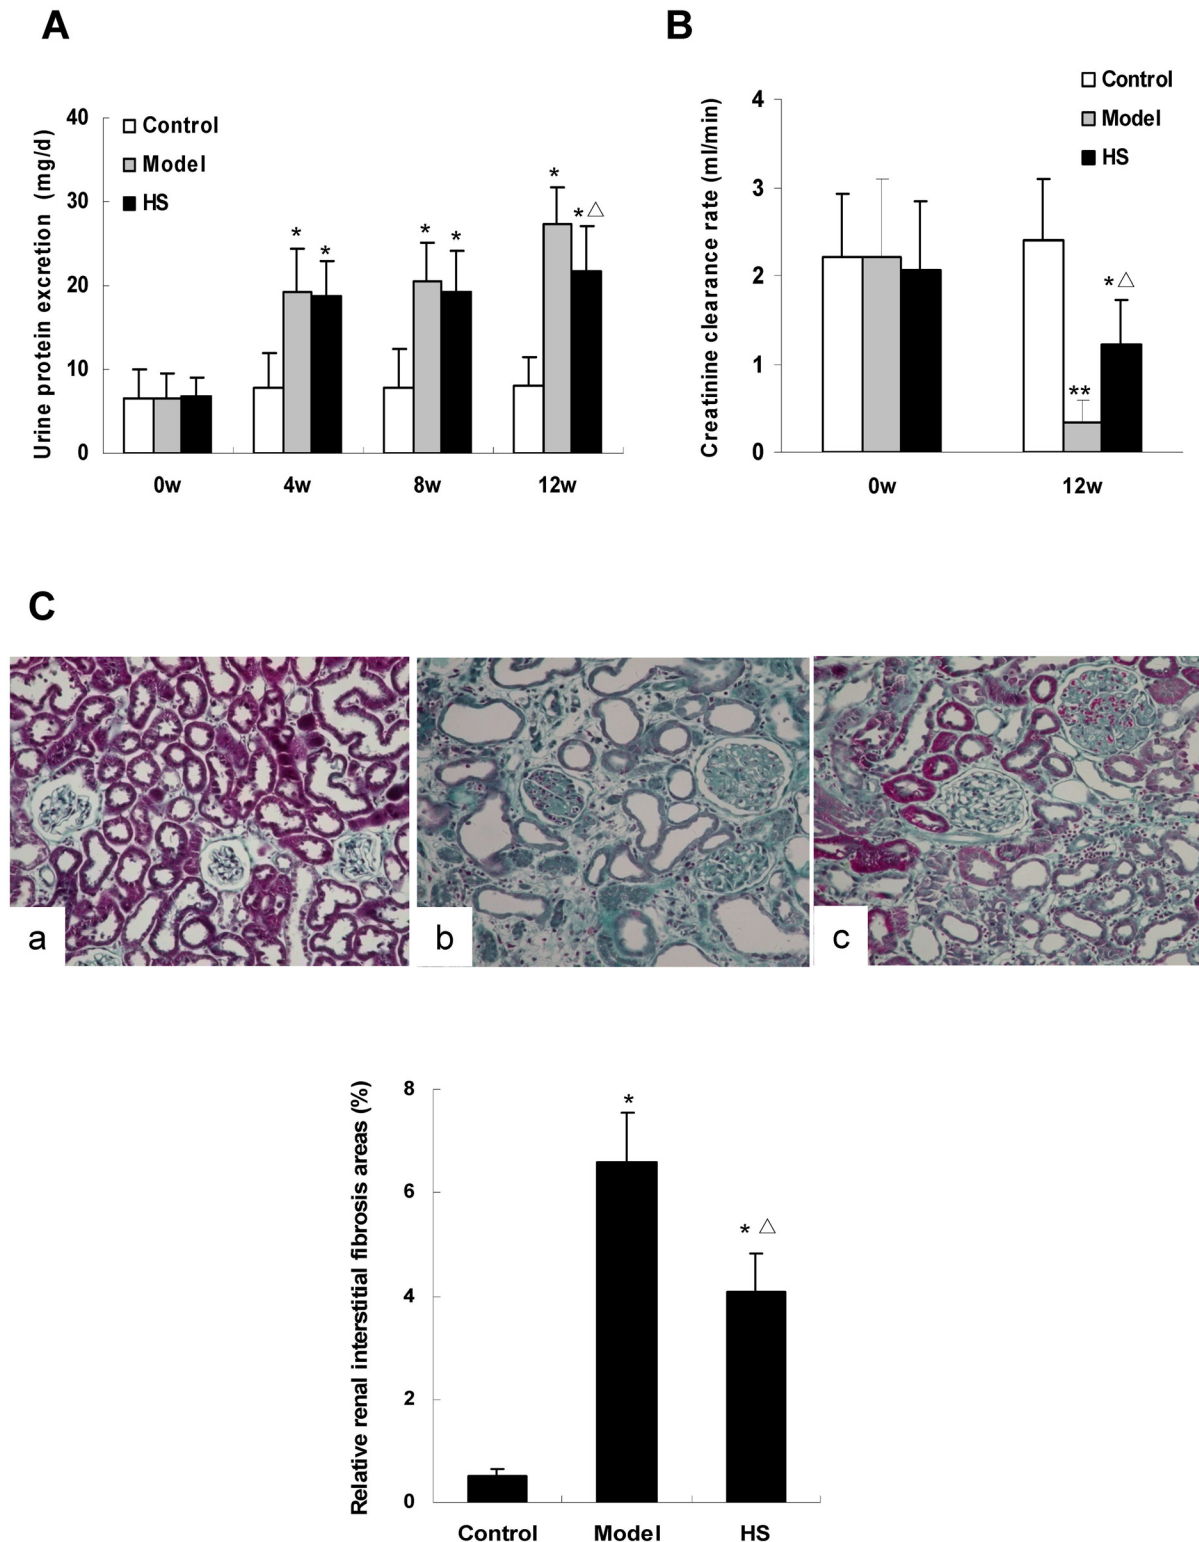 A
B
Urine protein excretion (mg/d)
40
30
20
10
0
Control
Model
HS
*
*
*
*
*
*△
0w
4w
8w
12w
Creatinine clearance rate (ml/min)
4
3
2
1
0
Control
Model
HS
**
*△
0w
12w
C
a
b
c
Relative renal interstitial fibrosis areas (%)
8
6
4
2
0
*
* △
Control
Model
HS